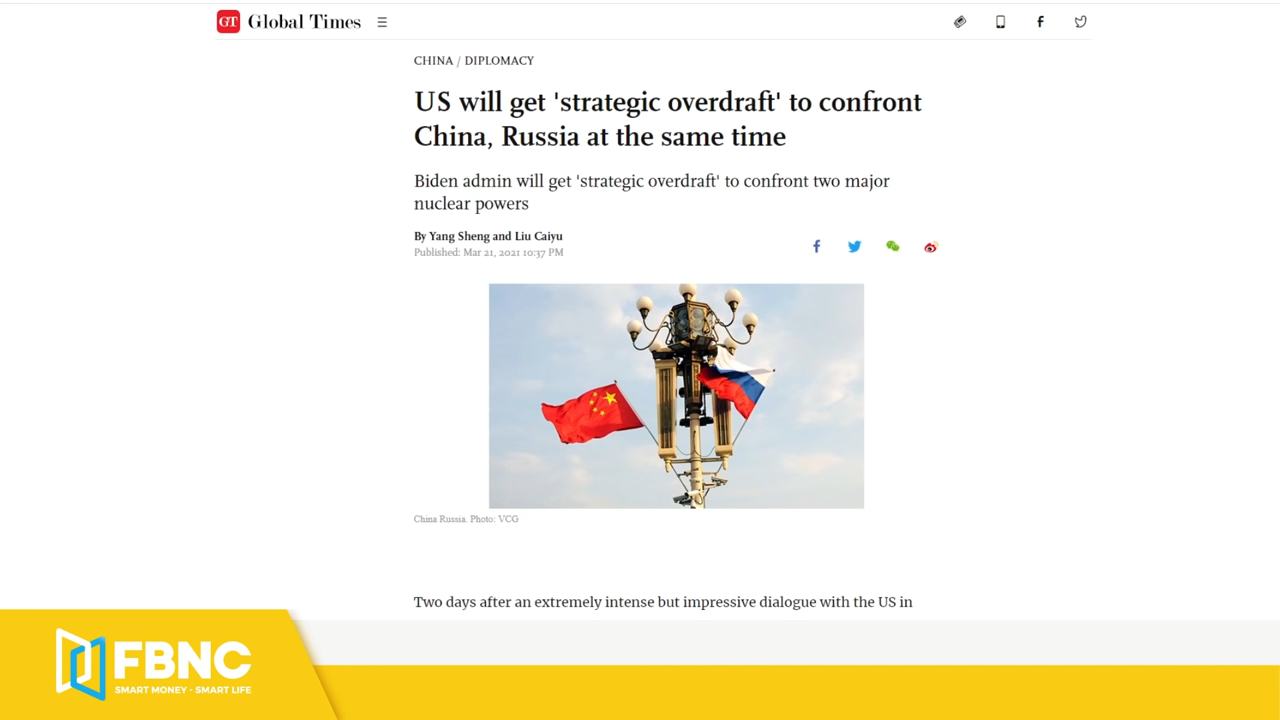 GT Global Times
CHINA / DIPLOMACY
US will get 'strategic overdraft' to confront
China, Russia at the same time
Biden admin will get 'strategic overdraft' to confront two major
nuclear powers
By Yang Sheng and Liu Caiyu
Published: Mar 21, 2021 10:37 PM
China Russia. Photo: VCG
Two days after an extremely intense but impressive dialogue with the US in
FBNC
SMART MONEY - SMART LIFE